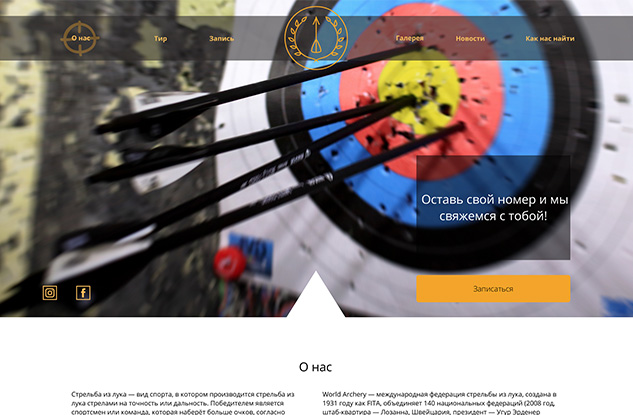 О нас Тир Запись Галерея Новости Как нас найти
Оставь свой номер и мы
свяжемся с тобой!
Записаться
О нас
Стрельба из лука — вид спорта, в котором производится стрельба из
лука стрелами на точность или дальность. Победителем является
спортсмен или команда, которая наберёт больше очков, согласно
World Archery — международная федерация стрельбы из лука, создана в
1931 году как FITA, объединяет 140 национальных федераций (2008 год,
штаб-квартира — Лозанна, Швейцария, президент — Угур Эрденер